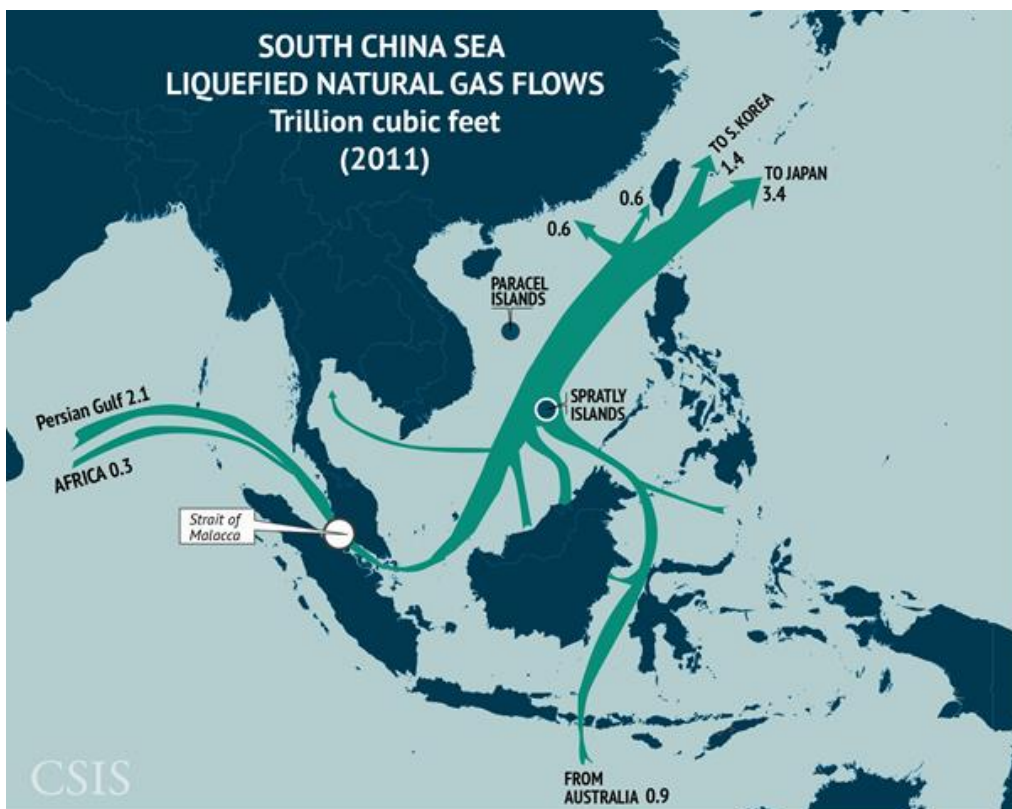 SOUTH CHINA SEA
LIQUEFIED NATURAL GAS FLOWS
Trillion cubic feet
(2011)
TO S. KOREA
1.4
TO JAPAN
3.4
0.6
0.6
PARACEL
ISLANDS
SPRATLY
ISLANDS
Persian Gulf 2.1
AFRICA 0.3
Strait of
Malacca
FROM
AUSTRALIA 0.9
CSIS